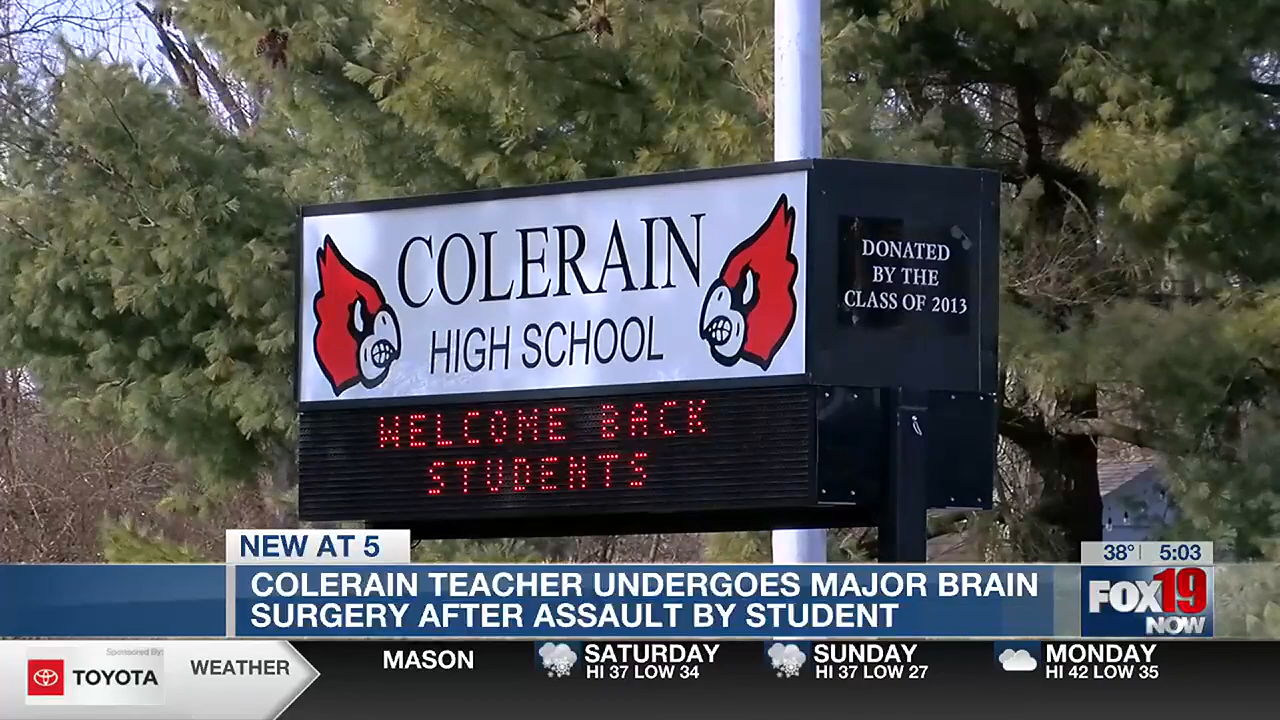 COLERAIN
HIGH SCHOOL
DONATED
BY THE
CLASS OF 2013
WELCOME BACK
STUDENTS
NEW AT 5
COLERAIN TEACHER UNDERGOES MAJOR BRAIN
SURGERY AFTER ASSAULT BY STUDENT
38° 5:03
FOX19
NOW
Sponsored By:
TOYOTA
WEATHER
MASON
SATURDAY
HI 37 LOW 34
SUNDAY
HI 37 LOW 27
MONDAY
HI 42 LOW 35